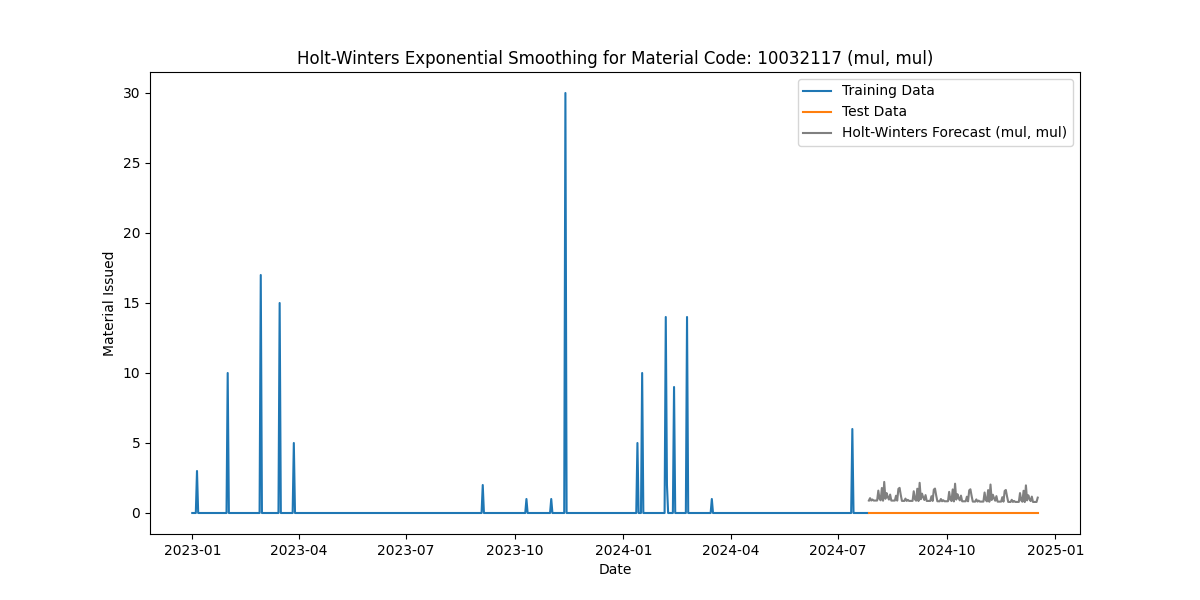 Holt-Winters Exponential Smoothing for Material Code: 10032117 (mul, mul)
Training Data
Test Data
Holt-Winters Forecast (mul, mul)
Material Issued
30
25
20
15
10
5
0
2023-01 2023-04 2023-07 2023-10 2024-01 2024-04 2024-07 2024-10 2025-01
Date